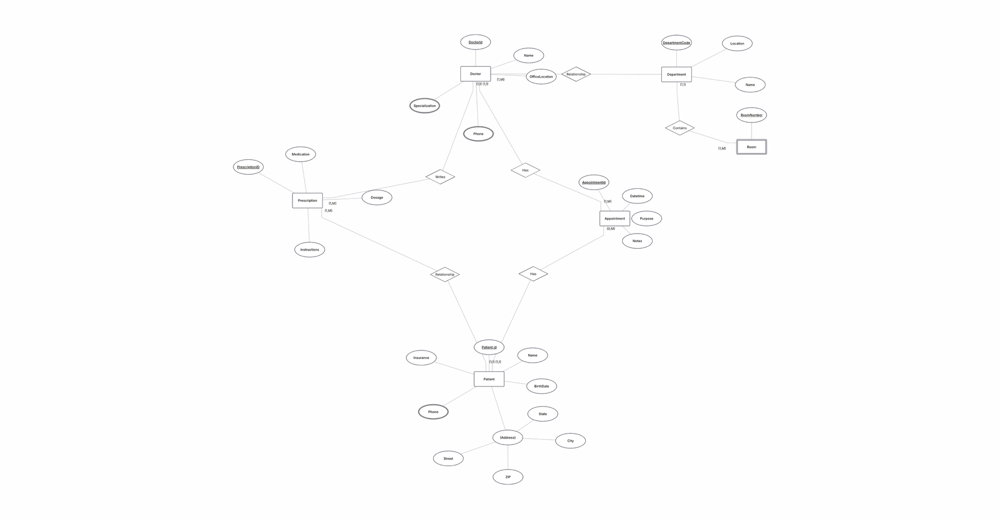 DoctorId
DepartmentCode
Location
Name
Doctor
Relationship
Department
OfficeLocation
(1,M)
(1,1) (1,1)
(1,1)
Name
Specialization
RoomNumber
Contains
Phone
Room
(1,M)
Medication
PrescriptionID
Has
Writes
AppointmentId
Datetime
Dosage
Prescription
(1,M)
(1,M)
(1,M)
Appointment
Purpose
(0,M)
Notes
Instructions
Relationship
Has
Patient id
Insurance
Name
(1,1) (1,1)
Patient
BirthDate
Phone
State
(Address)
City
Street
ZIP